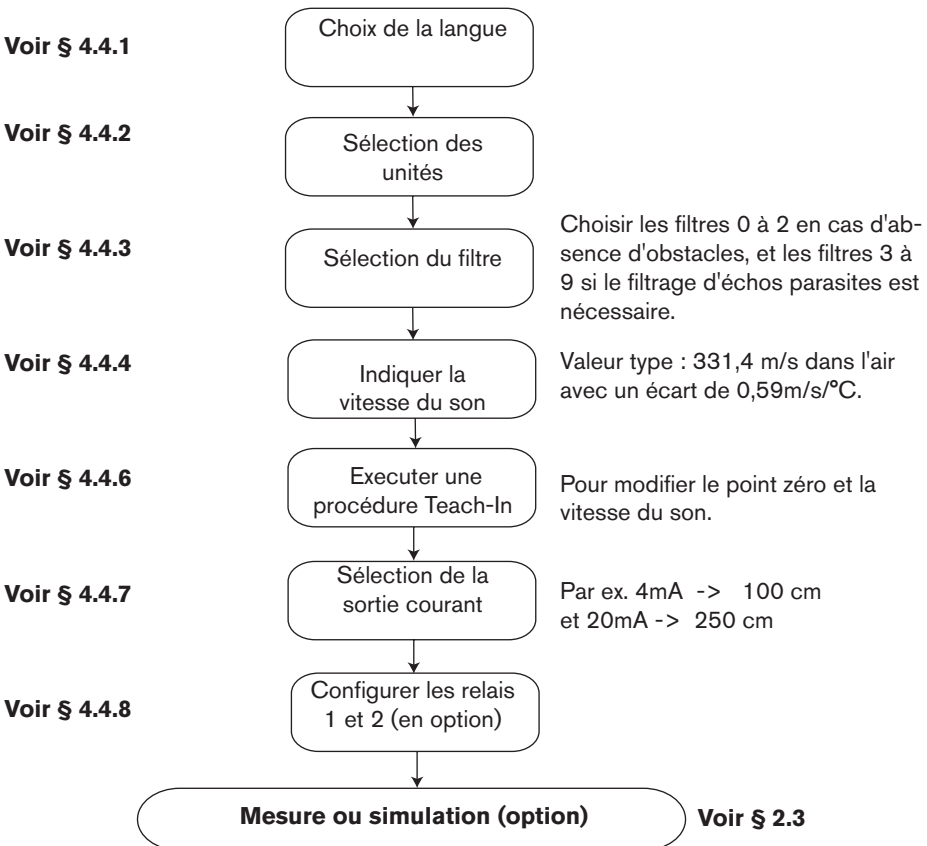 Voir § 4.4.1
Choix de la langue
Voir § 4.4.2
Sélection des
unités
Voir § 4.4.3
Sélection du filtre
Choisir les filtres 0 à 2 en cas d'ab-
sence d'obstacles, et les filtres 3 à
9 si le filtrage d'échos parasites est
nécessaire.
Voir § 4.4.4
Indiquer la
vitesse du son
Valeur type : 331,4 m/s dans l'air
avec un écart de 0,59m/s/°C.
Voir § 4.4.6
Executer une
procédure Teach-In
Pour modifier le point zéro et la
vitesse du son.
Voir § 4.4.7
Sélection de la
sortie courant
Par ex. 4mA -> 100 cm
et 20mA -> 250 cm
Voir § 4.4.8
Configurer les relais
1 et 2 (en option)
Mesure ou simulation (option)
Voir § 2.3